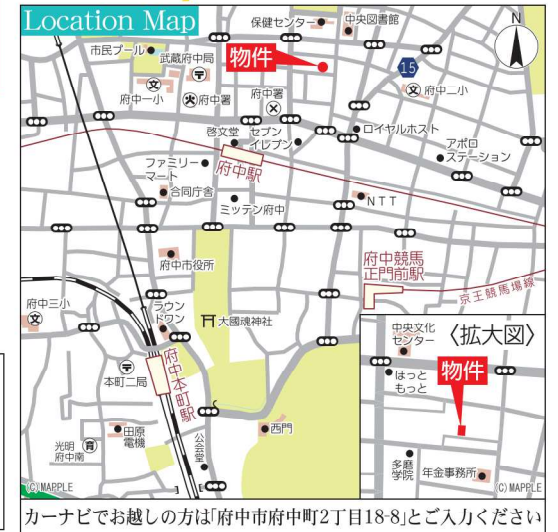 Location Map
N
保健センター
中央図書館
市民プール
武蔵府中局
物件
15
文
府中一小
火
府中署
府中署
文
府中二小
啓文堂
セブン
イレブン
ロイヤルホスト
アポロ
ステーション
ファミリー
マート
府中駅
合同庁舎
ミッテン府中
NTT
府中市役所
府中競馬
正門前駅
京王競馬場線
府中三小
文
ラウン
ドワン
大國魂神社
中央文化
センター
〈拡大図〉
はっと
もっと
物件
本町二局
府中本町駅
田原
電機
光明
府中南
育
公会堂
西門
多磨
学院
年金事務所
(C)MAPPLE
(C)MAPPLE
カーナビでお越しの方は「府中市府中町2丁目18-8」とご入力ください